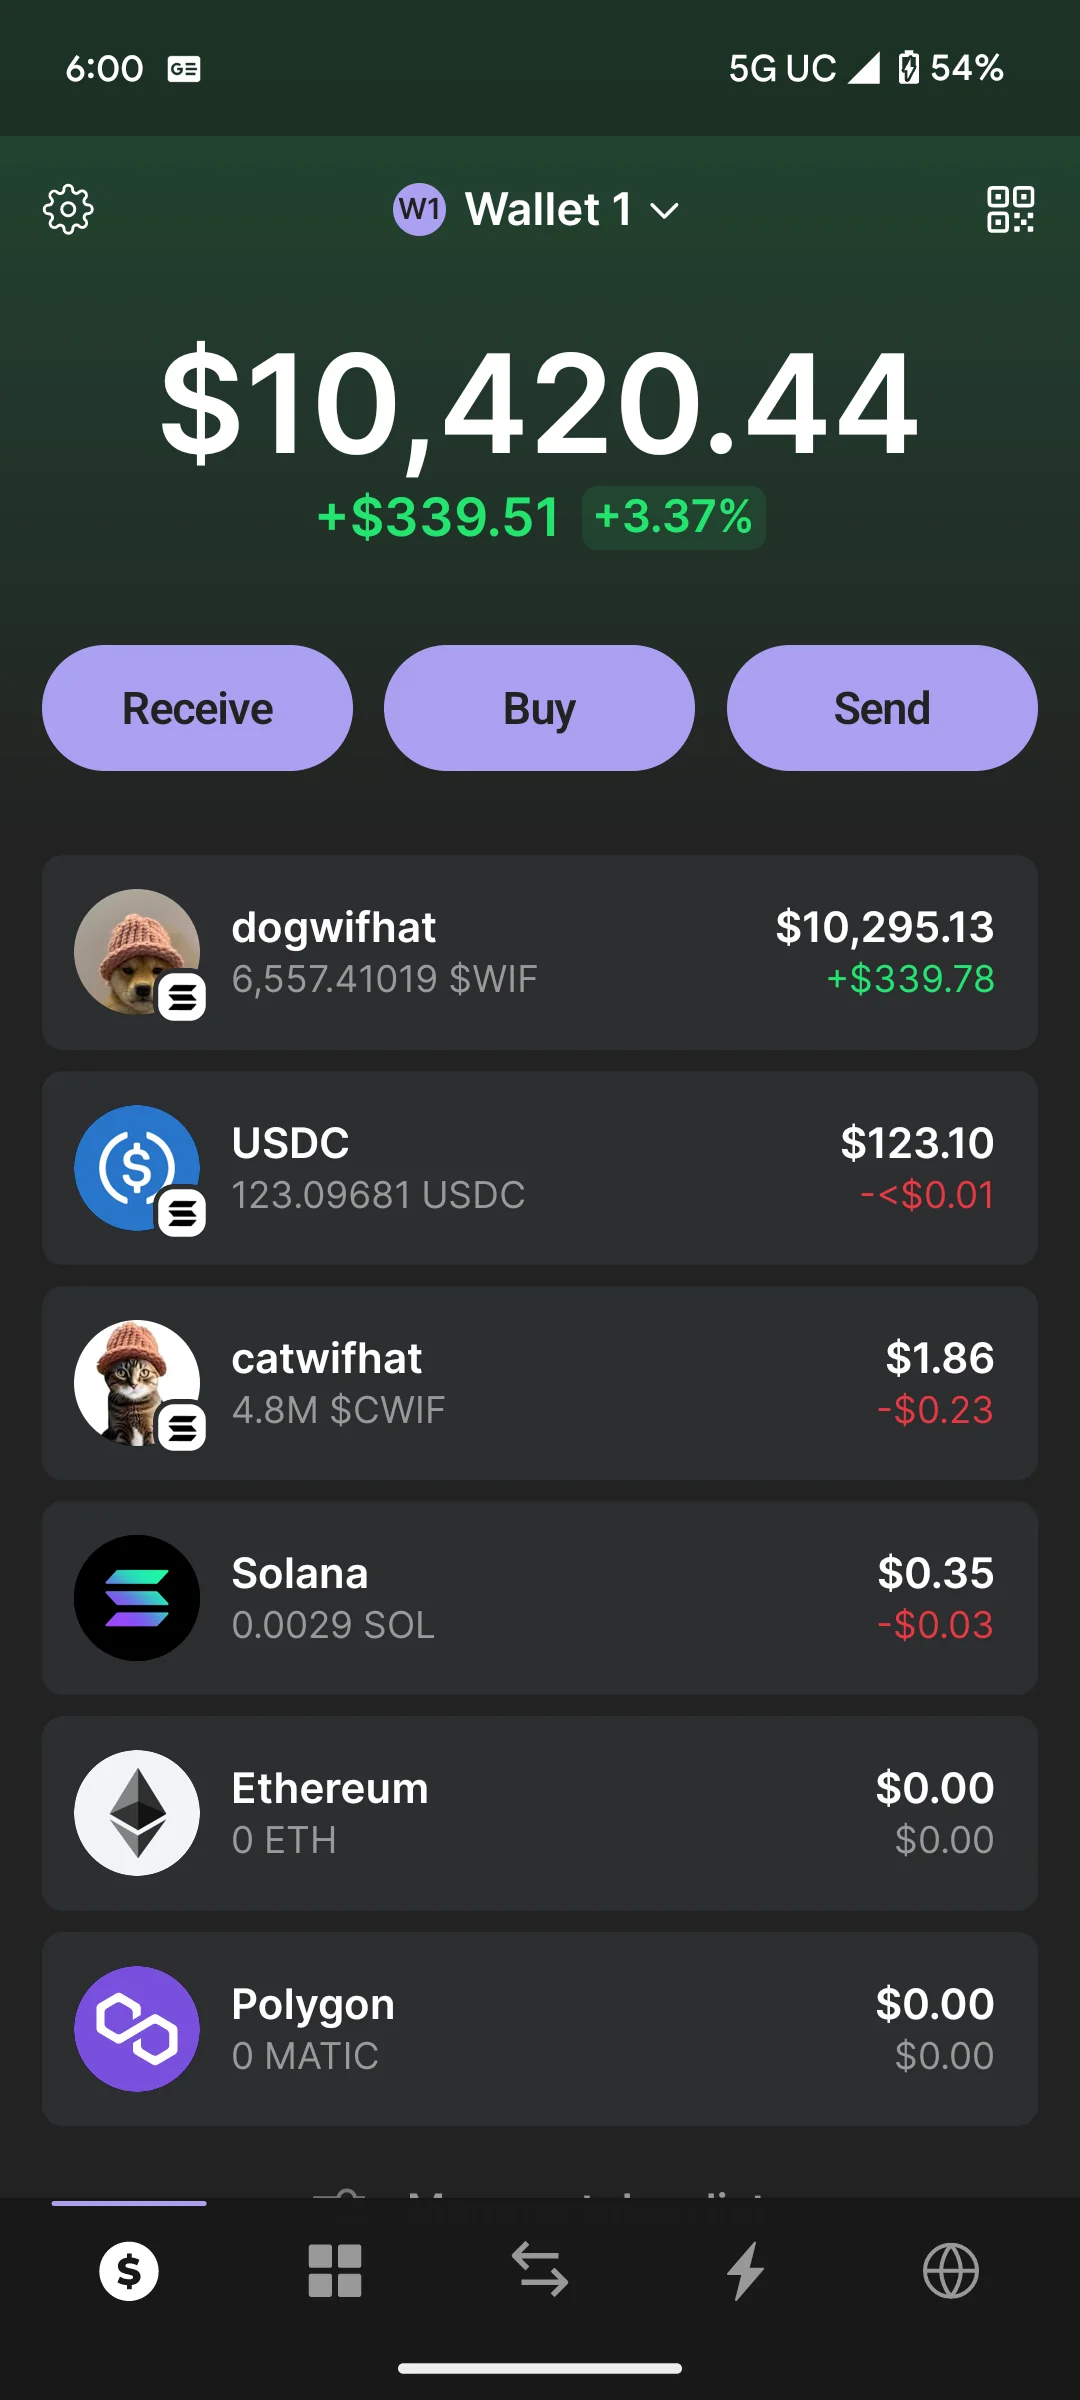 6:00 GE 5G UC 54%
W1 Wallet 1
$10,420.44
+$339.51 +3.37%
Receive Buy Send
dogwifhat $10,295.13
6,557.41019 $WIF +$339.78
USDC $123.10
123.09681 USDC -<$0.01
catwifhat $1.86
4.8M $CWIF -$0.23
Solana $0.35
0.0029 SOL -$0.03
Ethereum $0.00
0 ETH $0.00
Polygon $0.00
0 MATIC $0.00